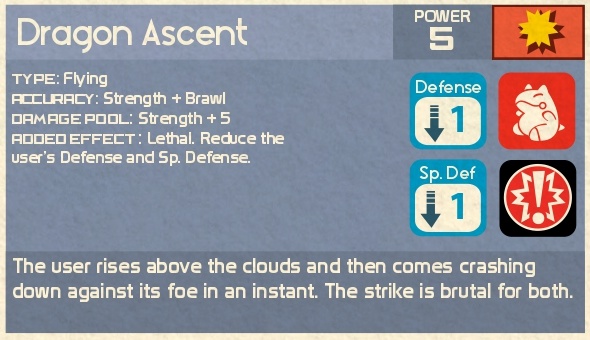 Dragon Ascent
POWER
5
TYPE: Flying
ACCURACY: Strength + Brawl
DAMAGE POOL: Strength + 5
ADDED EFFECT: Lethal. Reduce the
user's Defense and Sp. Defense.
Defense
1
Sp. Def
1
The user rises above the clouds and then comes crashing
down against its foe in an instant. The strike is brutal for both.